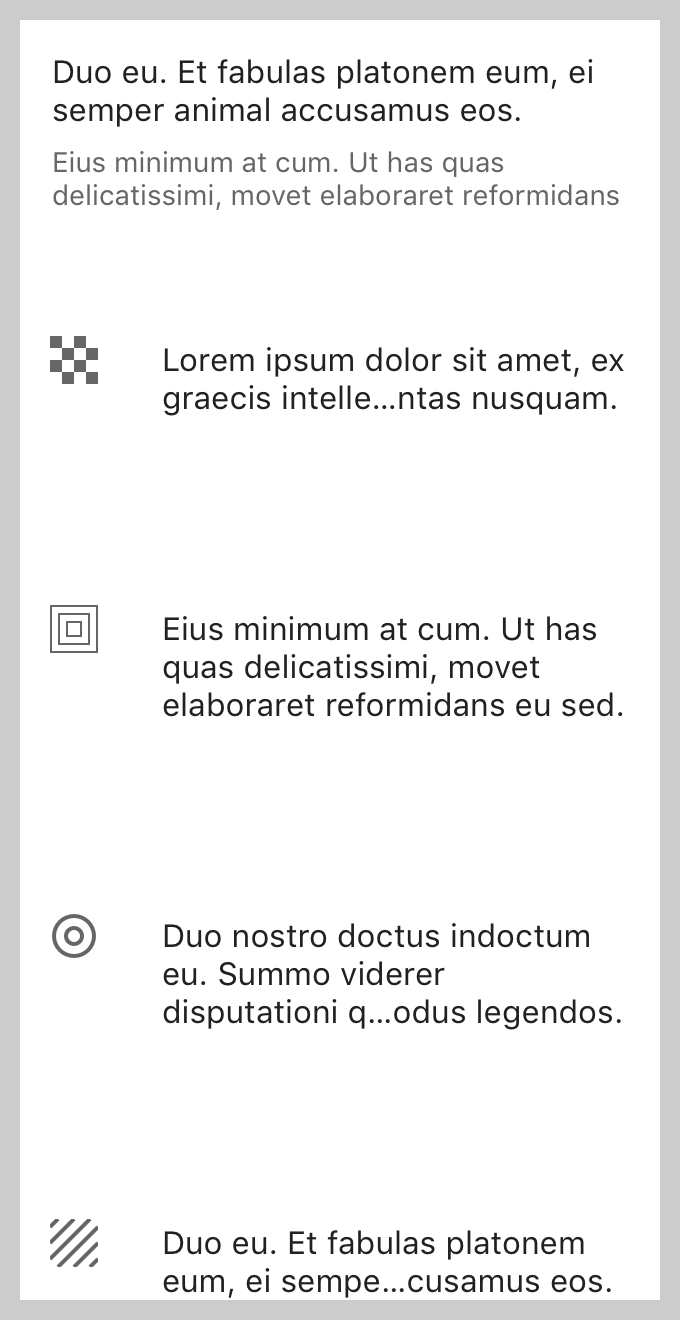 Duo eu. Et fabulas platonem eum, ei
semper animal accusamus eos.
Eius minimum at cum. Ut has quas
delicatissimi, movet elaboraret reformidans
Lorem ipsum dolor sit amet, ex
graecis intelle...ntas nusquam.
Eius minimum at cum. Ut has
quas delicatissimi, movet
elaboraret reformidans eu sed.
Duo nostro doctus indoctum
eu. Summo viderer
disputationi q...odus legendos.
Duo eu. Et fabulas platonem
eum, ei sempe...cusamus eos.